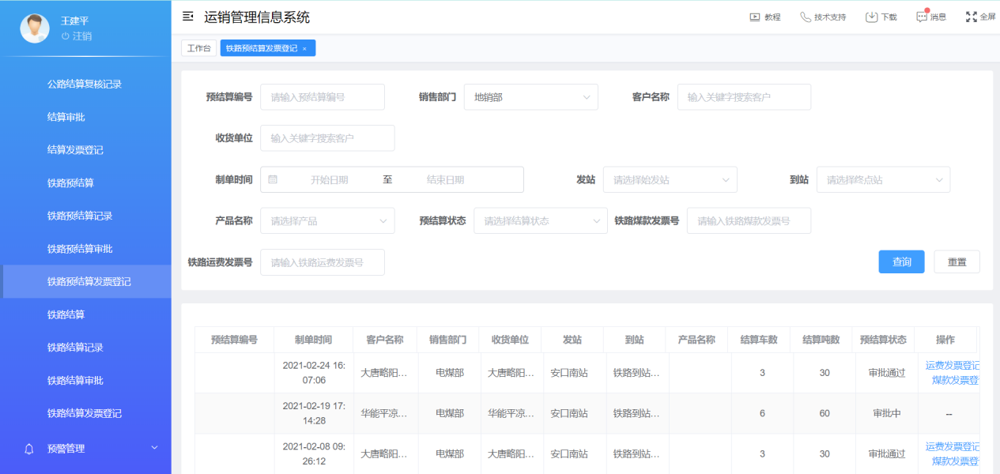 王建平
注销
公路结算复核记录
结算审批
结算发票登记
铁路预结算
铁路预结算记录
铁路预结算审批
铁路预结算发票登记
铁路结算
铁路结算记录
铁路结算审批
铁路结算发票登记
预警管理
运销管理信息系统 教程 技术支持 下载 消息 全屏
工作台 铁路预结算发票登记 ×
预结算编号 请输入预结算编号 销售部门 地销部 客户名称 输入关键字搜索客户
收货单位 输入关键字搜索客户
制单时间 开始日期 至 结束日期 发站 请选择始发站 到站 请选择终点站
产品名称 请选择产品 预结算状态 请选择结算状态 铁路煤款发票号 请输入铁路煤款发票号
铁路运费发票号 请输入铁路运费发票号 查询 重置
预结算编号 制单时间 客户名称 销售部门 收货单位 发站 到站 产品名称 结算车数 结算吨数 预结算状态 操作
2021-02-24 16:07:06 大唐略阳... 电煤部 大唐略阳... 安口南站 铁路到站... 3 30 审批通过 运费发票登记 煤款发票登
2021-02-19 17:14:28 华能平凉... 电煤部 华能平凉... 安口南站 铁路到站... 6 60 审批中 --
2021-02-08 09:26:12 大唐略阳... 电煤部 大唐略阳... 安口南站 铁路到站... 3 30 审批通过 运费发票登记 煤款发票登